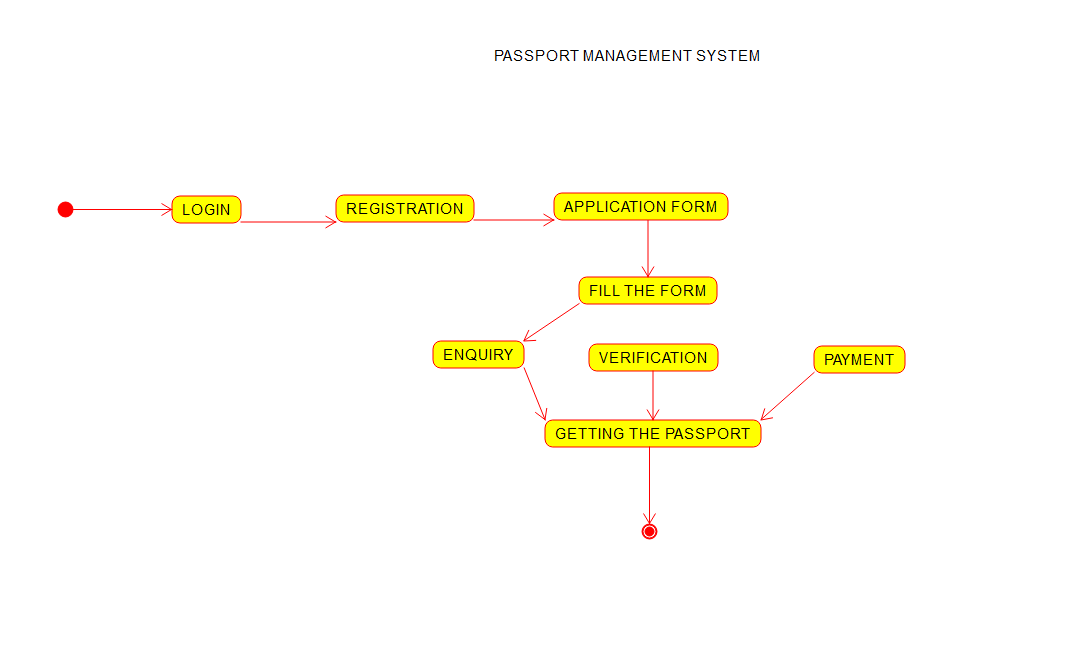 PASSPORT MANAGEMENT SYSTEM
LOGIN
REGISTRATION
APPLICATION FORM
FILL THE FORM
ENQUIRY
VERIFICATION
PAYMENT
GETTING THE PASSPORT